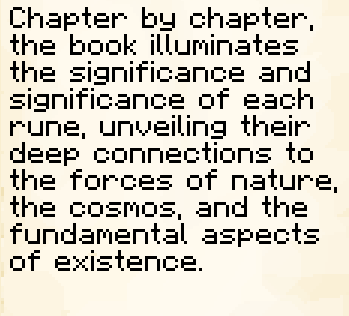 Chapter by chapter,
the book illuminates
the significance and
significance of each
rune, unveiling their
deep connections to
the forces of nature,
the cosmos, and the
fundamental aspects
of existence.